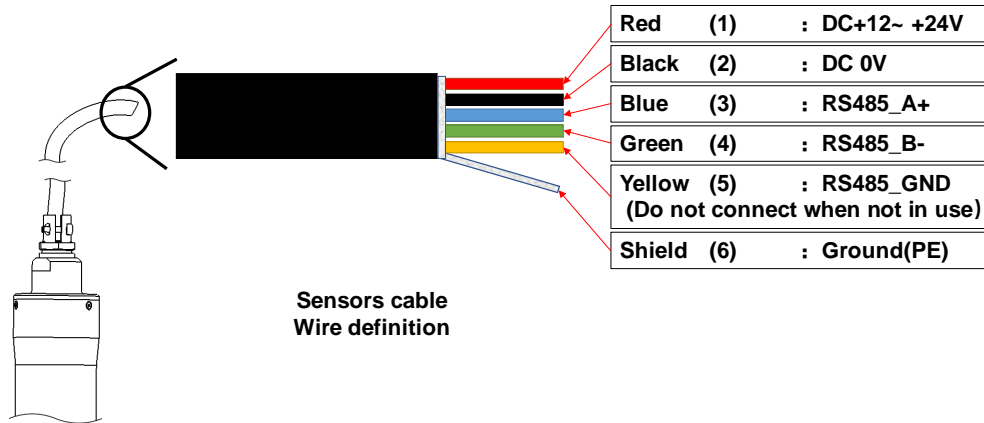 Red (1) : DC+12~ +24V
Black (2) : DC 0V
Blue (3) : RS485_A+
Green (4) : RS485_B-
Yellow (5) : RS485_GND
(Do not connect when not in use)
Shield (6) : Ground(PE)
Sensors cable
Wire definition